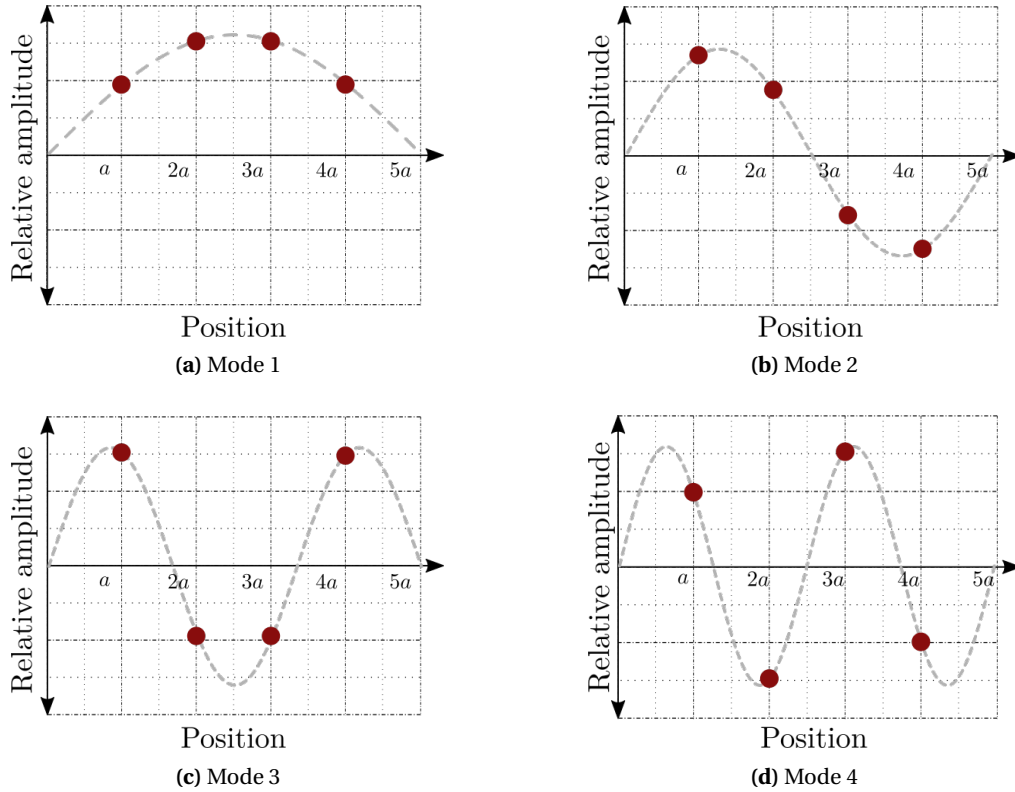 Relative amplitude
a 2a 3a 4a 5a
Position
(a) Mode 1
Relative amplitude
a 2a 3a 4a 5a
Position
(b) Mode 2
Relative amplitude
a 2a 3a 4a 5a
Position
(c) Mode 3
Relative amplitude
a 2a 3a 4a 5a
Position
(d) Mode 4